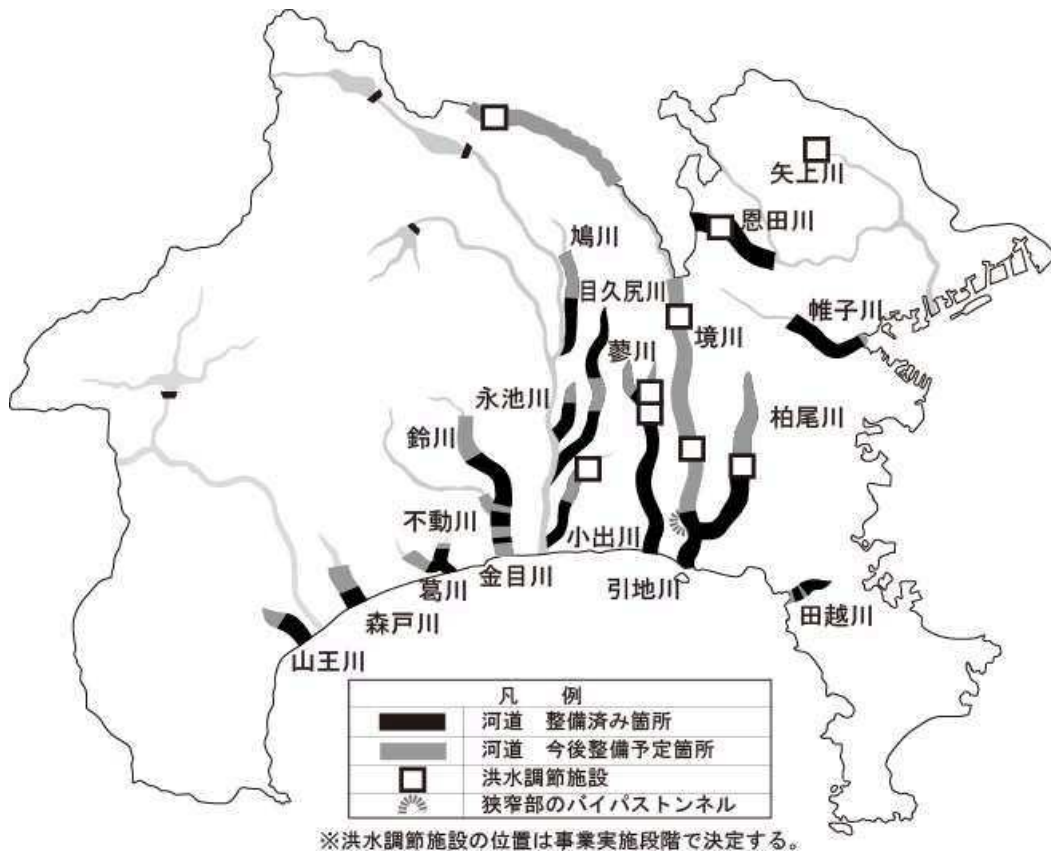 矢上川
恩田川
鳩川
目久尻川
帷子川
境川
蓼川
永池川
柏尾川
鈴川
不動川
小出川
金目川
葛川
引地川
田越川
森戸川
山王川
凡 例
河道 整備済み箇所
河道 今後整備予定箇所
洪水調節施設
狭窄部のバイパストンネル
※洪水調節施設の位置は事業実施段階で決定する。